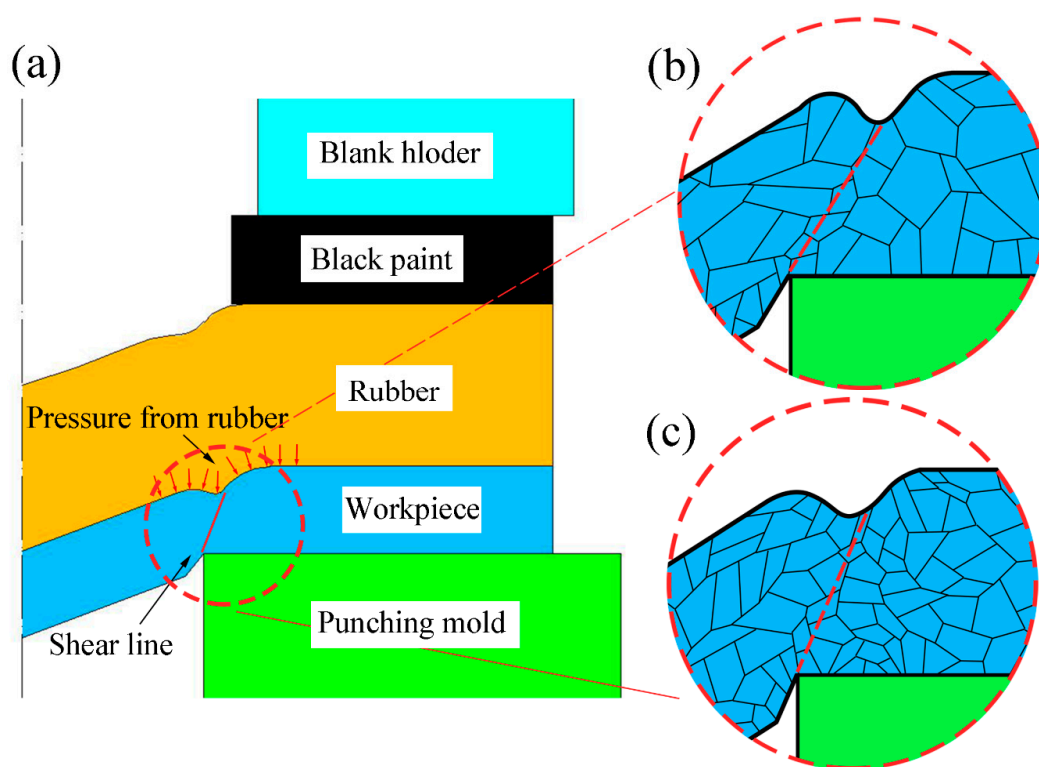 (a)
Blank hloder
Black paint
Rubber
Pressure from rubber
Workpiece
Shear line
Punching mold
(b)
(c)